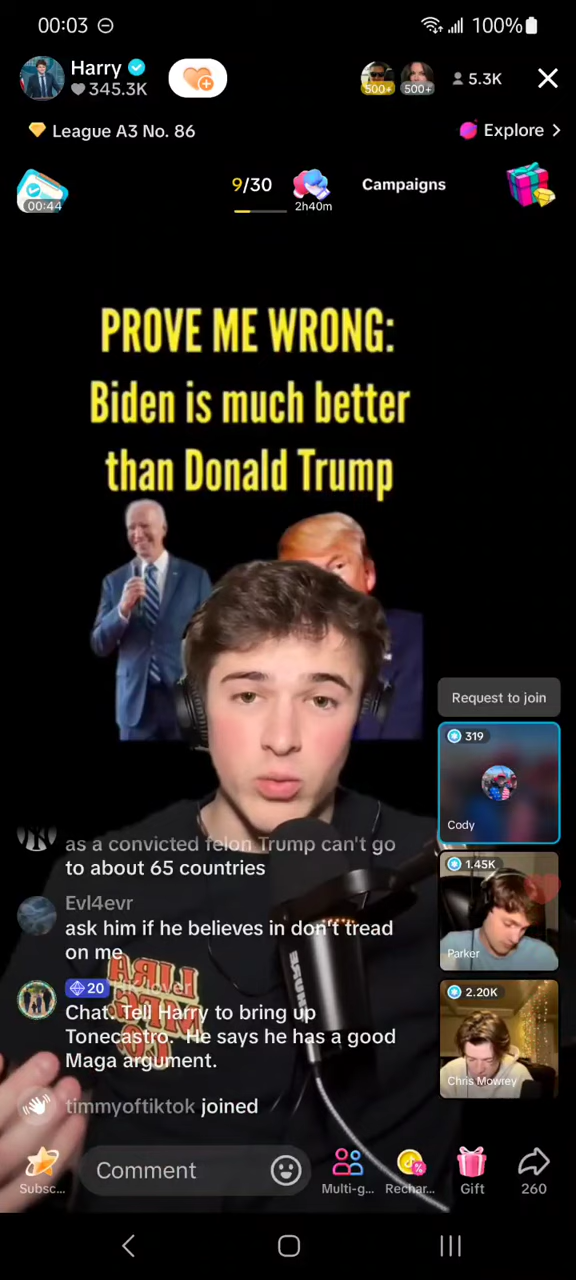 00:03
100%
Harry
345.3K
500+
500+
5.3K
League A3 No. 86
Explore >
00:44
9/30
2h40m
Campaigns
PROVE ME WRONG:
Biden is much better
than Donald Trump
Request to join
319
Cody
as a convicted felon Trump can't go
to about 65 countries
1.45K
Parker
Evl4evr
ask him if he believes in don't tread
on me
20
Chat. Tell Harry to bring up
Tonecastro. He says he has a good
Maga argument.
2.20K
Chris Mowrey
timmyoftiktok joined
Subsc...
Comment
Multi-g...
Rechar...
Gift
260